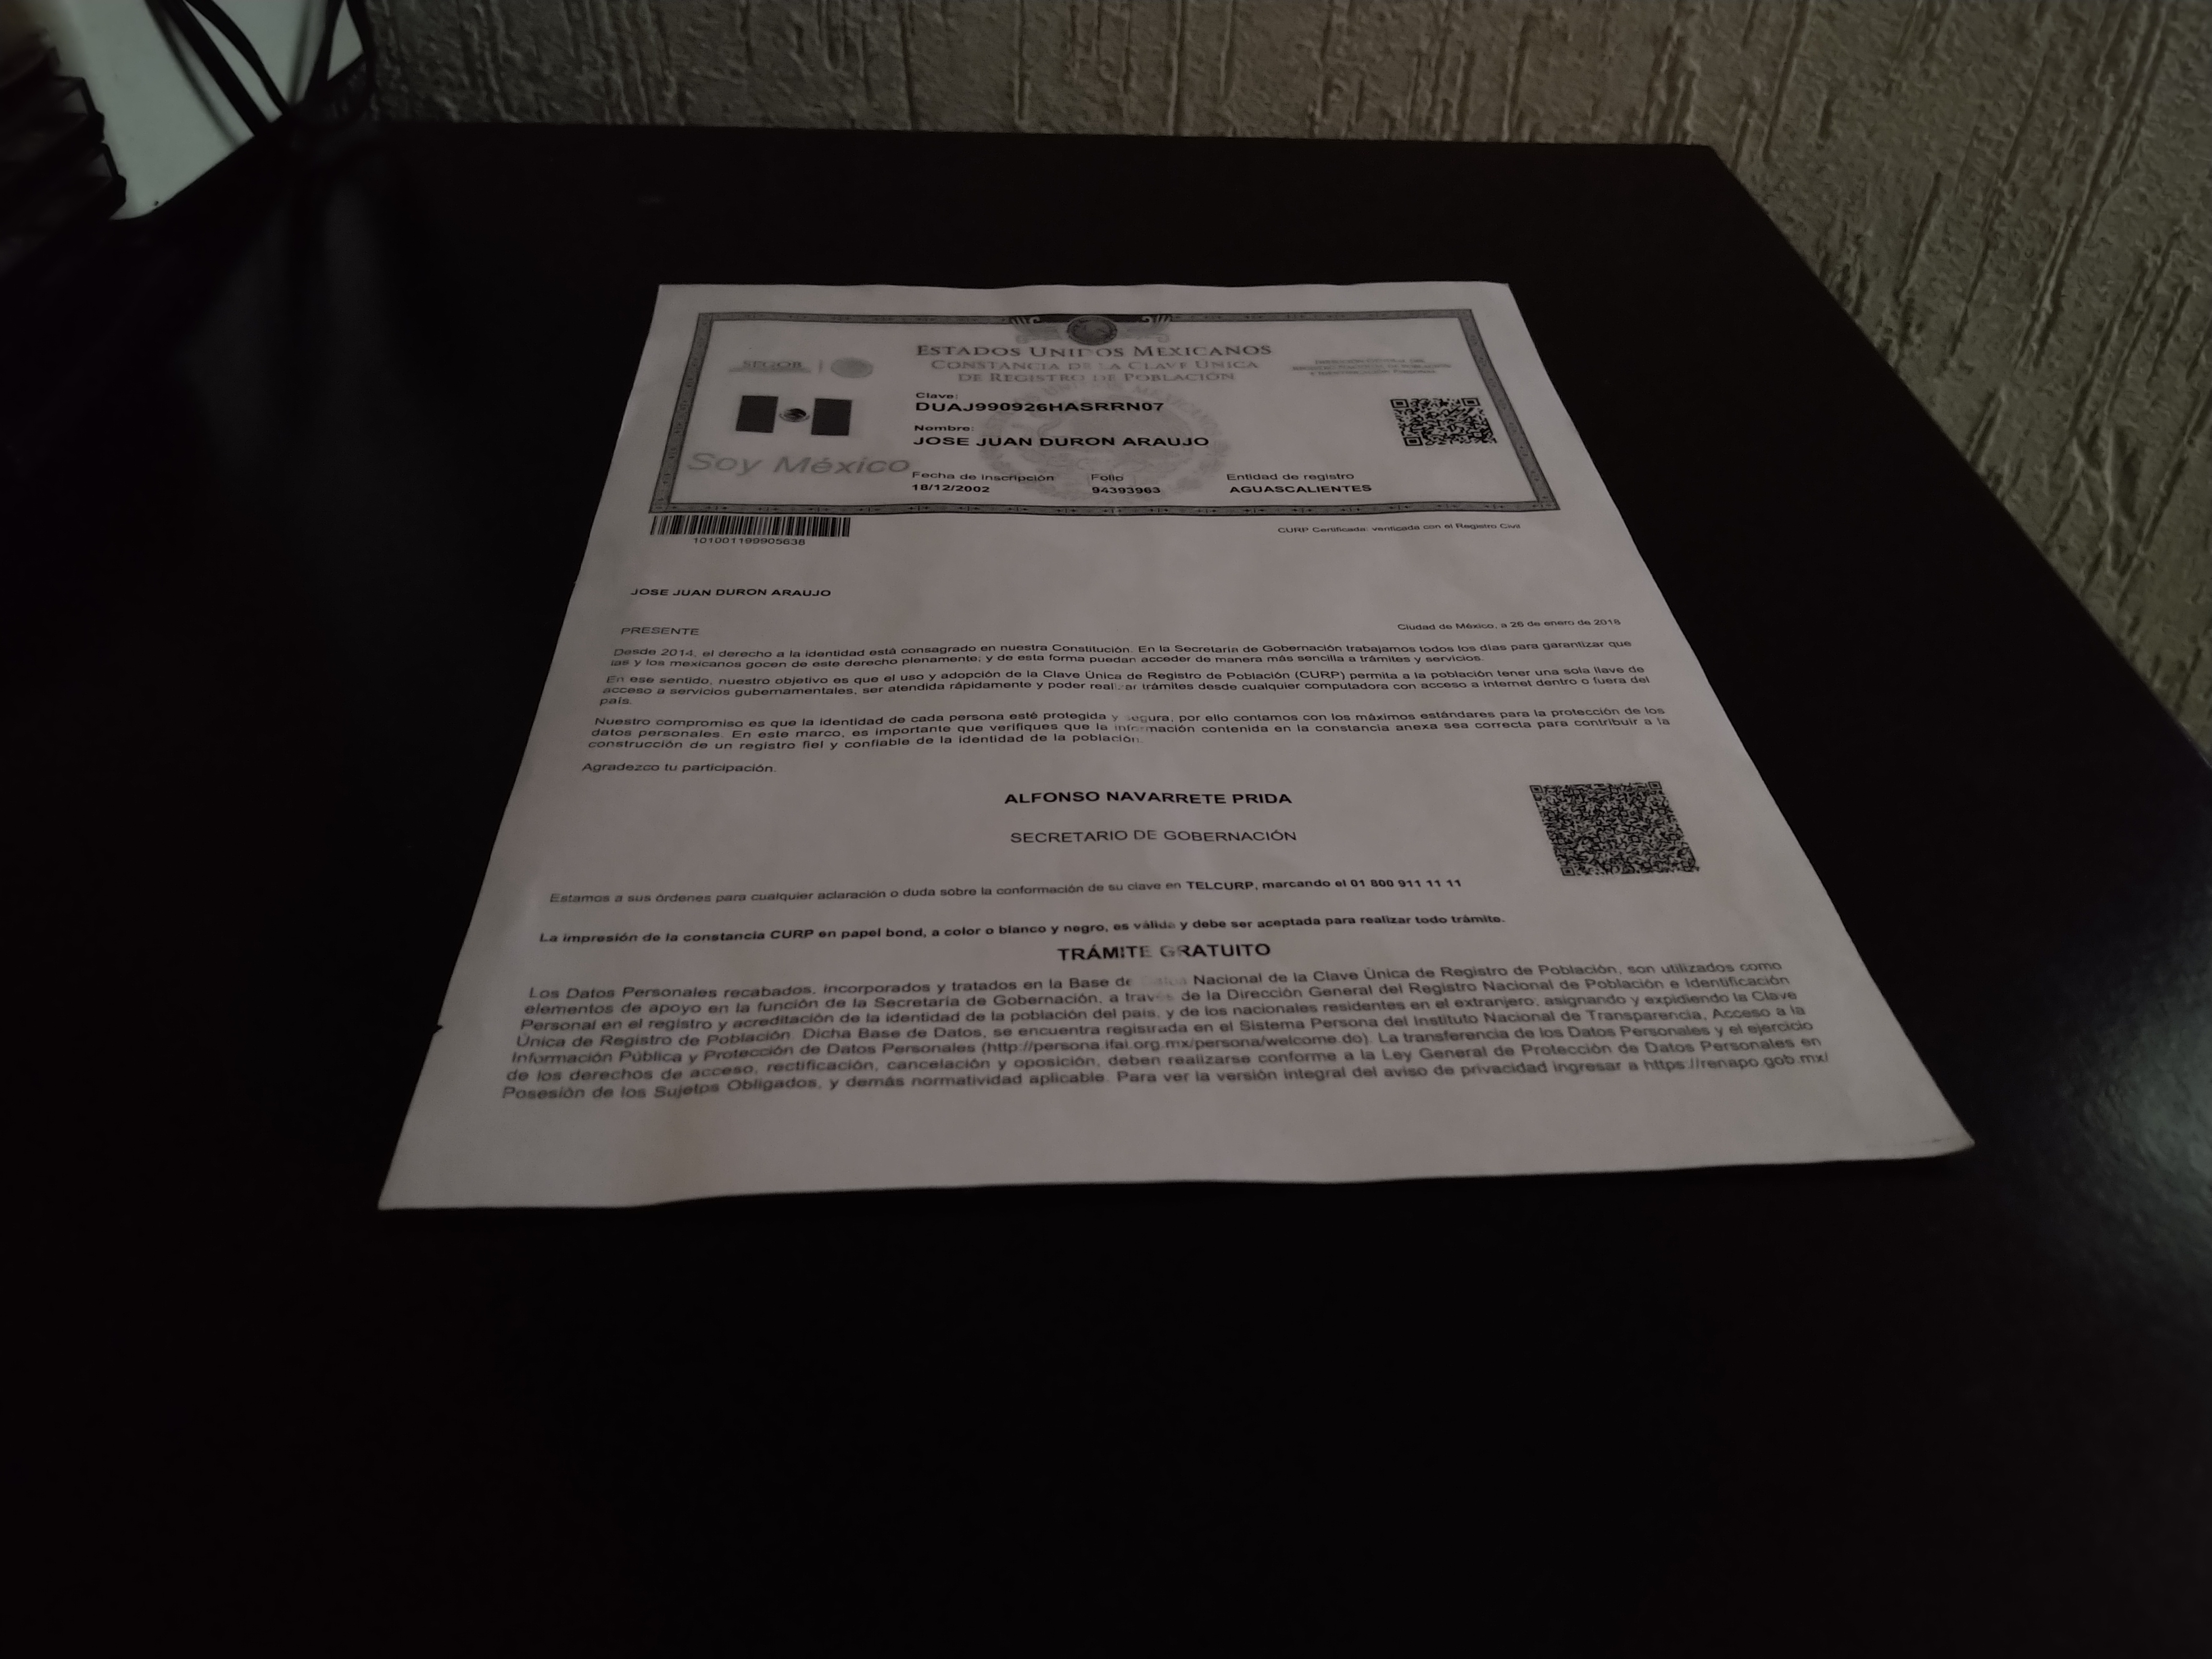 ESTADOS UNIDOS MEXICANOS
CONSTANCIA DE LA CLAVE ÚNICA
DE REGISTRO DE POBLACIÓN
SEGOB
Clave:
DUAJ990926HASRRN07
Nombre:
JOSE JUAN DURON ARAUJO
Soy México
Fecha de inscripción Folio Entidad de registro
18/12/2002 94393963 AGUASCALIENTES
101001199905638
CURP Certificada: verificada con el Registro Civil
JOSE JUAN DURON ARAUJO
PRESENTE
Ciudad de México, a 26 de enero de 2018
Desde 2014, el derecho a la identidad está consagrado en nuestra Constitución. En la Secretaría de Gobernación trabajamos todos los días para garantizar que
las y los mexicanos gocen de este derecho plenamente; y de esta forma puedan acceder de manera más sencilla a trámites y servicios.
En ese sentido, nuestro objetivo es que el uso y adopción de la Clave Única de Registro de Población (CURP) permita a la población tener una sola llave de
acceso a servicios gubernamentales, ser atendida rápidamente y poder realizar trámites desde cualquier computadora con acceso a internet dentro o fuera del
país.
Nuestro compromiso es que la identidad de cada persona esté protegida y segura, por ello contamos con los máximos estándares para la protección de los
datos personales. En este marco, es importante que verifiques que la información contenida en la constancia anexa sea correcta para contribuir a la
construcción de un registro fiel y confiable de la identidad de la población.
Agradezco tu participación.
ALFONSO NAVARRETE PRIDA
SECRETARIO DE GOBERNACIÓN
Estamos a sus órdenes para cualquier aclaración o duda sobre la conformación de su clave en TELCURP, marcando el 01 800 911 11 11
La impresión de la constancia CURP en papel bond, a color o blanco y negro, es válida y debe ser aceptada para realizar todo trámite.
TRÁMITE GRATUITO
Los Datos Personales recabados, incorporados y tratados en la Base de Datos Nacional de la Clave Única de Registro de Población, son utilizados como
elementos de apoyo en la función de la Secretaría de Gobernación, a través de la Dirección General del Registro Nacional de Población e Identificación
Personal en el registro y acreditación de la identidad de la población del país, y de los nacionales residentes en el extranjero; asignando y expidiendo la Clave
Única de Registro de Población. Dicha Base de Datos, se encuentra registrada en el Sistema Persona del Instituto Nacional de Transparencia, Acceso a la
Información Pública y Protección de Datos Personales (http://persona.ifai.org.mx/persona/welcome.do). La transferencia de los Datos Personales y el ejercicio
de los derechos de acceso, rectificación, cancelación y oposición, deben realizarse conforme a la Ley General de Protección de Datos Personales en
Posesión de los Sujetos Obligados, y demás normatividad aplicable. Para ver la versión integral del aviso de privacidad ingresar a https://renapo.gob.mx/